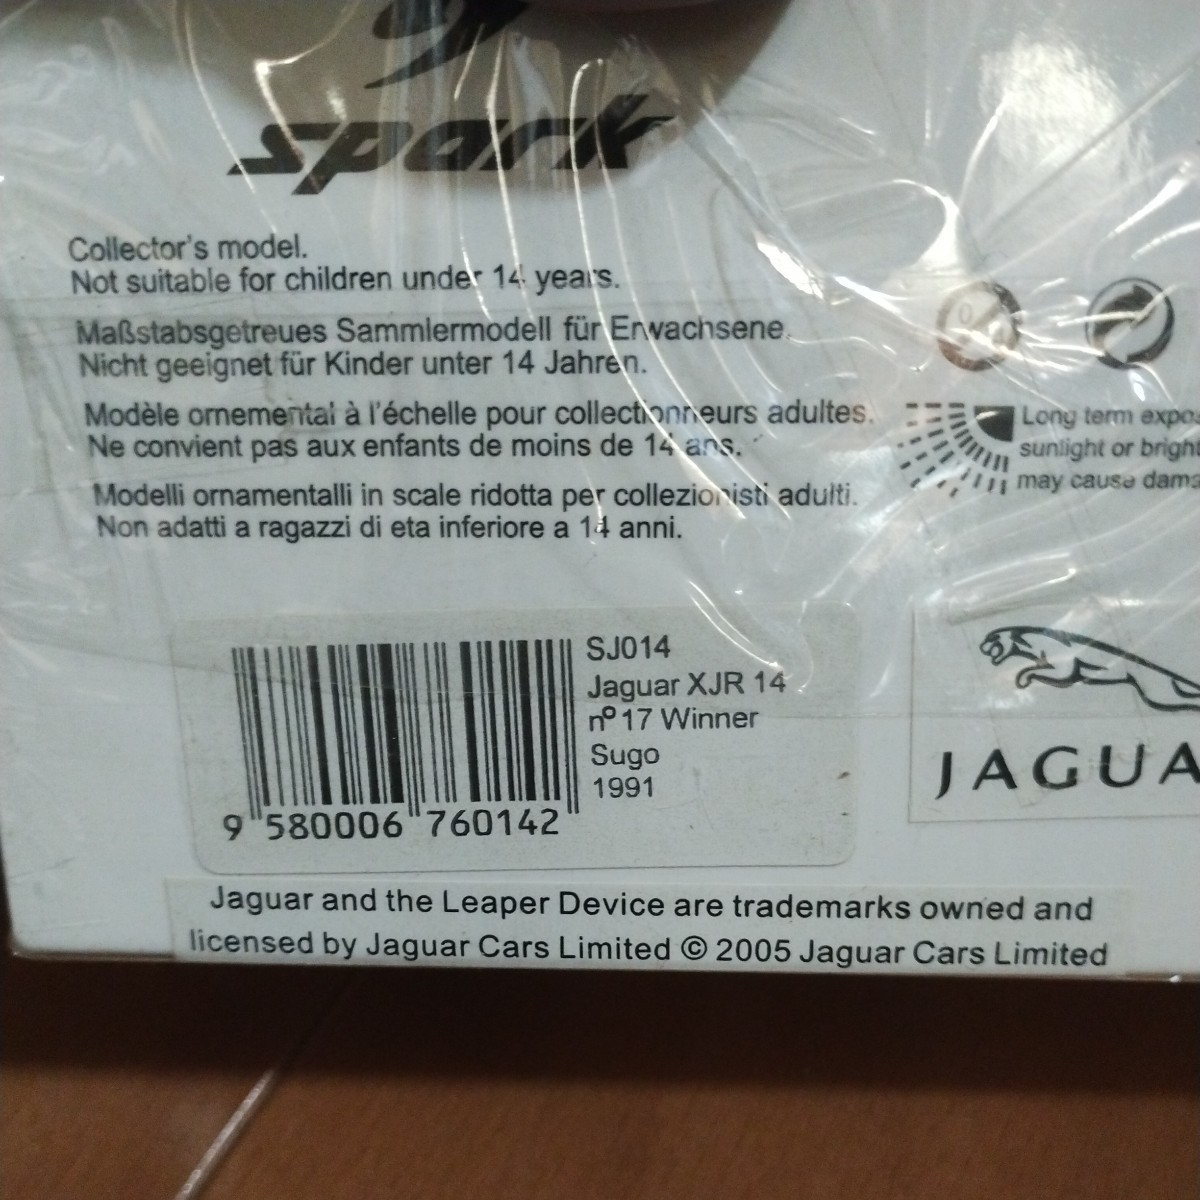 spark
Collector's model.
Not suitable for children under 14 years.
Maßstabsgetreues Sammlermodell für Erwachsene.
Nicht geeignet für Kinder unter 14 Jahren.
Modèle ornemental à l'échelle pour collectionneurs adultes.
Ne convient pas aux enfants de moins de 14 ans.
Modelli ornamentalli in scale ridotta per collezionisti adulti.
Non adatti a ragazzi di eta inferiore a 14 anni.
Long term
sunlight or bright
may cause
SJ014
Jaguar XJR 14
nº17 Winner
Sugo
1991
9 580006 760142
JAGUA
Jaguar and the Leaper Device are trademarks owned and
licensed by Jaguar Cars Limited © 2005 Jaguar Cars Limited